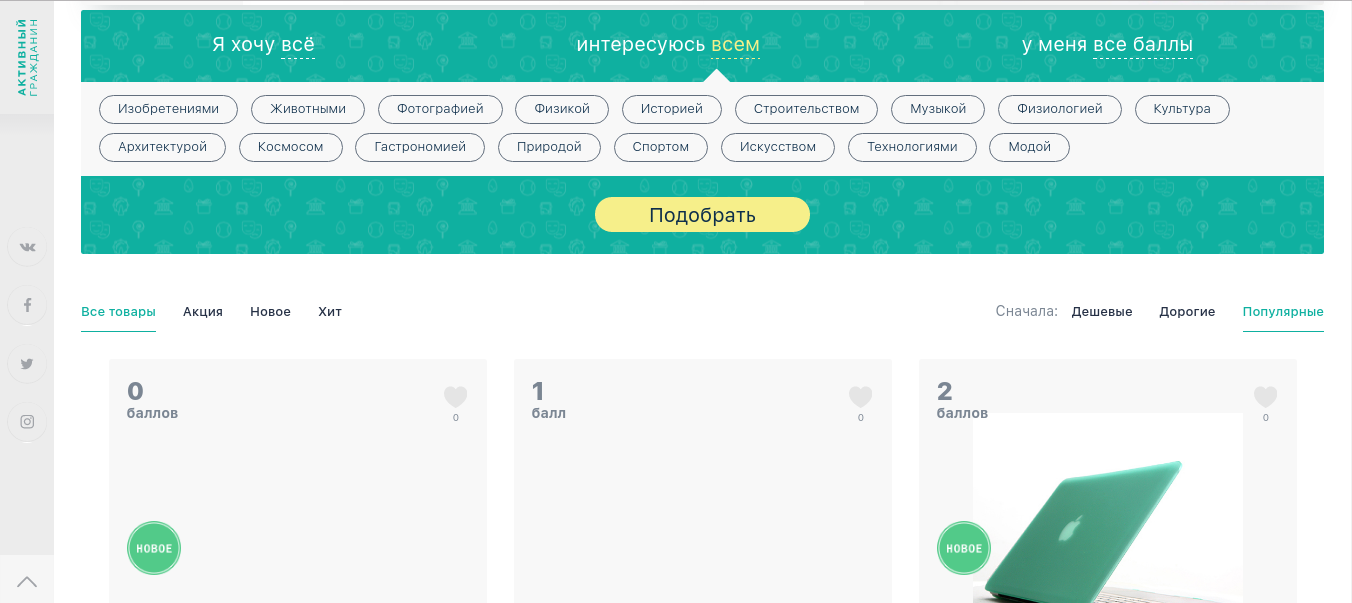 АКТИВНЫЙ
ГРАЖДАНИН
Я хочу всё интересуюсь всем у меня все баллы
Изобретениями Животными Фотографией Физикой Историей Строительством Музыкой Физиологией Культура
Архитектурой Космосом Гастрономией Природой Спортом Искусством Технологиями Модой
Подобрать
Все товары Акция Новое Хит Сначала: Дешевые Дорогие Популярные
0 1 2
баллов 0 балл 0 баллов 0
НОВОЕ НОВОЕ